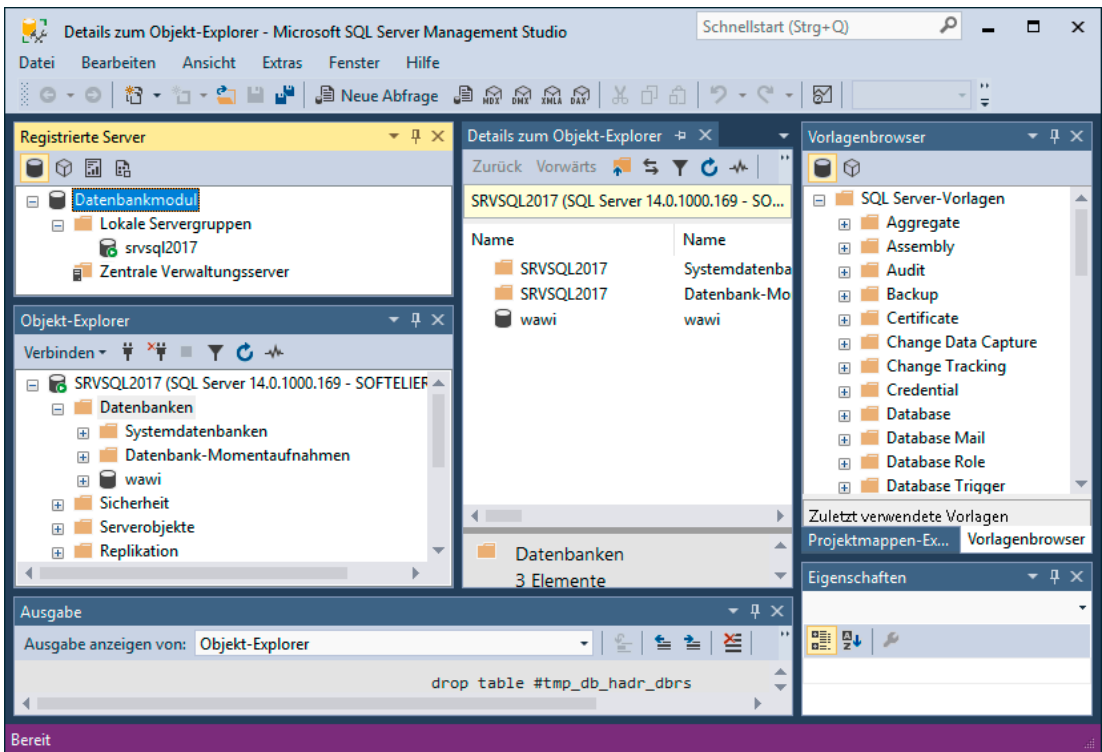 Details zum Objekt-Explorer - Microsoft SQL Server Management Studio
Schnellstart (Strg+Q)
Datei Bearbeiten Ansicht Extras Fenster Hilfe
Neue Abfrage MDX DMX XMLA DAX
Registrierte Server
Datenbankmodul
Lokale Servergruppen
srvsql2017
Zentrale Verwaltungsserver
Objekt-Explorer
Verbinden
SRVSQL2017 (SQL Server 14.0.1000.169 - SOFTELIER
Datenbanken
Systemdatenbanken
Datenbank-Momentaufnahmen
wawi
Sicherheit
Serverobjekte
Replikation
Details zum Objekt-Explorer
Zurück Vorwärts
SRVSQL2017 (SQL Server 14.0.1000.169 - SO...
Name Name
SRVSQL2017 Systemdatenba
SRVSQL2017 Datenbank-Mo
wawi wawi
Datenbanken
3 Elemente
Vorlagenbrowser
SQL Server-Vorlagen
Aggregate
Assembly
Audit
Backup
Certificate
Change Data Capture
Change Tracking
Credential
Database
Database Mail
Database Role
Database Trigger
Zuletzt verwendete Vorlagen
Projektmappen-Ex... Vorlagenbrowser
Eigenschaften
Ausgabe
Ausgabe anzeigen von: Objekt-Explorer
drop table #tmp_db_hadr_dbrs
Bereit